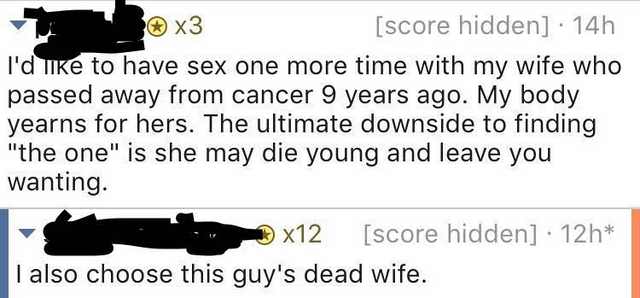 x3 [score hidden] · 14h
I'd like to have sex one more time with my wife who
passed away from cancer 9 years ago. My body
yearns for hers. The ultimate downside to finding
"the one" is she may die young and leave you
wanting.
x12 [score hidden] · 12h*
I also choose this guy's dead wife.